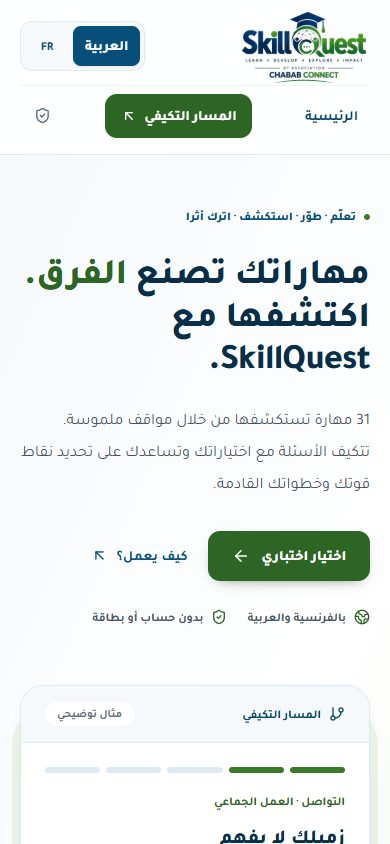 SkillQuest
LEARN • DEVELOP • EXPLORE • IMPACT
BY ASSOCIATION
CHABAB CONNECT
العربية
FR
الرئيسية
المسار التكيفي
تعلّم · طوّر · استكشف · اترك أثرا
مهاراتك تصنع الفرق.
اكتشفها مع
SkillQuest.
31 مهارة تستكشفها من خلال مواقف ملموسة.
تتكيف الأسئلة مع اختياراتك وتساعدك على تحديد نقاط
قوتك وخطواتك القادمة.
اختيار اختباري
كيف يعمل؟
بالفرنسية والعربية
بدون حساب أو بطاقة
المسار التكيفي
مثال توضيحي
التواصل · العمل الجماعي
زميلك لا يفهم